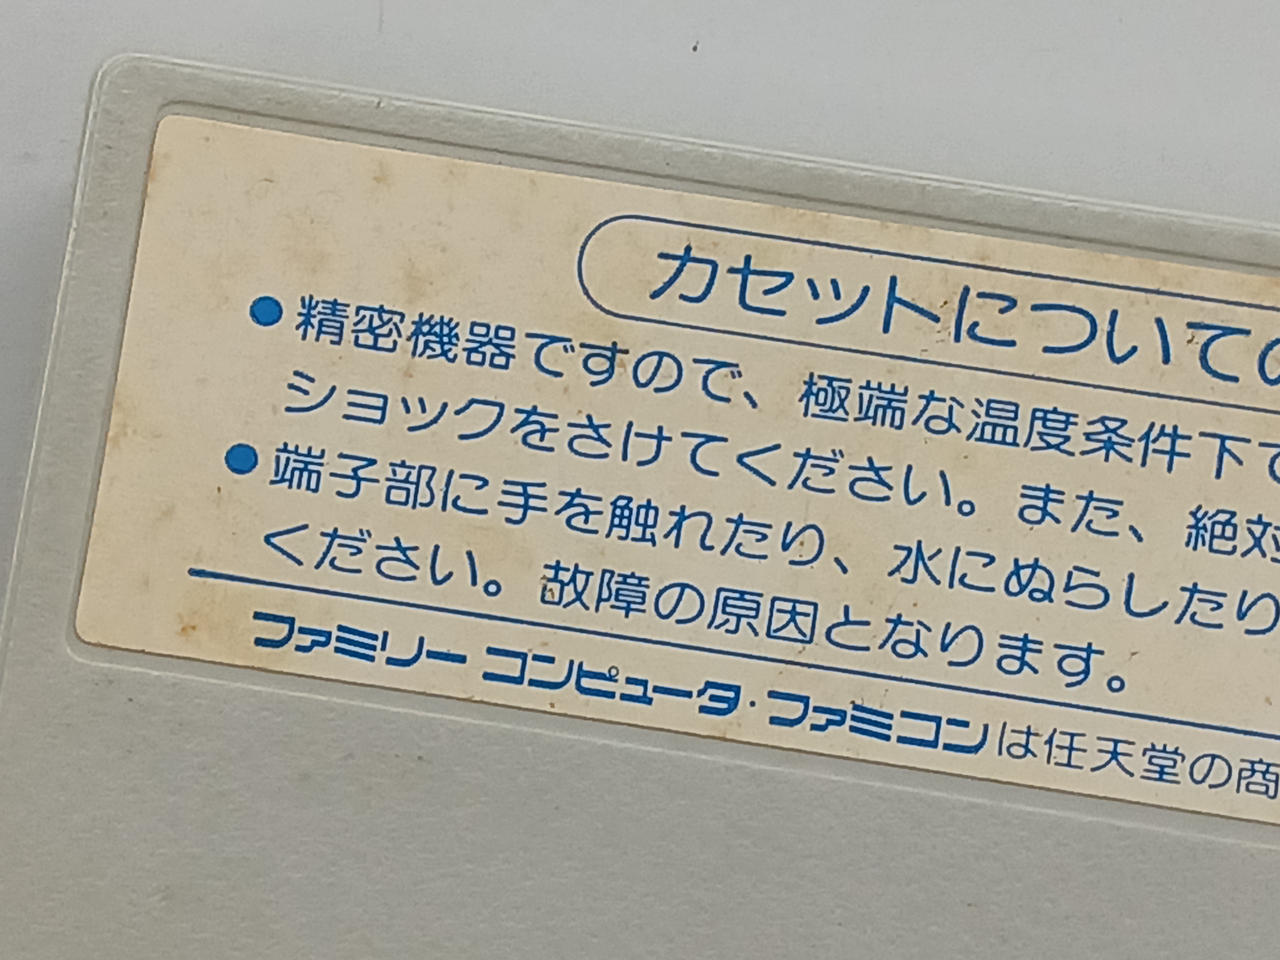 カセットについての
●精密機器ですので、極端な温度条件下で
ショックをさけてください。また、絶対
●端子部に手を触れたり、水にぬらしたり
ください。故障の原因となります。
ファミリー コンピュータ・ファミコンは任天堂の商